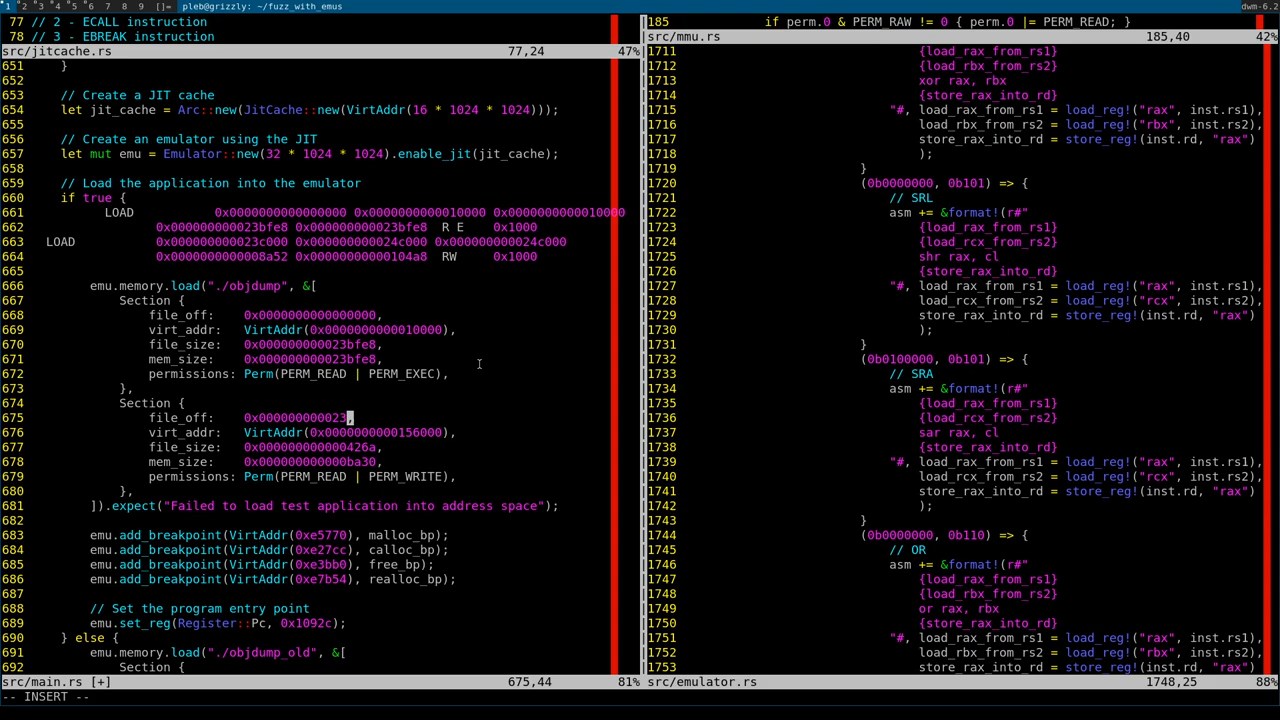 1 2 3 4 5 6 7 8 9 []= pleb@grizzly: ~/fuzz_with_emus dwm-6.2
77 // 2 - ECALL instruction
78 // 3 - EBREAK instruction
src/jitcache.rs 77,24 47%
651 }
652
653 // Create a JIT cache
654 let jit_cache = Arc::new(JitCache::new(VirtAddr(16 * 1024 * 1024)));
655
656 // Create an emulator using the JIT
657 let mut emu = Emulator::new(32 * 1024 * 1024).enable_jit(jit_cache);
658
659 // Load the application into the emulator
660 if true {
661 LOAD 0x0000000000000000 0x0000000000010000 0x0000000000010000
662 0x000000000023bfe8 0x000000000023bfe8 R E 0x1000
663 LOAD 0x000000000023c000 0x000000000024c000 0x000000000024c000
664 0x0000000000008a52 0x00000000000104a8 RW 0x1000
665
666 emu.memory.load("./objdump", &[
667 Section {
668 file_off: 0x0000000000000000,
669 virt_addr: VirtAddr(0x0000000000010000),
670 file_size: 0x000000000023bfe8,
671 mem_size: 0x000000000023bfe8,
672 permissions: Perm(PERM_READ | PERM_EXEC),
673 },
674 Section {
675 file_off: 0x000000000023,
676 virt_addr: VirtAddr(0x0000000000156000),
677 file_size: 0x000000000000426a,
678 mem_size: 0x000000000000ba30,
679 permissions: Perm(PERM_READ | PERM_WRITE),
680 },
681 ]).expect("Failed to load test application into address space");
682
683 emu.add_breakpoint(VirtAddr(0xe5770), malloc_bp);
684 emu.add_breakpoint(VirtAddr(0xe27cc), calloc_bp);
685 emu.add_breakpoint(VirtAddr(0xe3bb0), free_bp);
686 emu.add_breakpoint(VirtAddr(0xe7b54), realloc_bp);
687
688 // Set the program entry point
689 emu.set_reg(Register::Pc, 0x1092c);
690 } else {
691 emu.memory.load("./objdump_old", &[
692 Section {
src/main.rs [+] 675,44 81%
-- INSERT --
185 if perm.0 & PERM_RAW != 0 { perm.0 |= PERM_READ; }
src/mmu.rs 185,40 42%
1711 {load_rax_from_rs1}
1712 {load_rbx_from_rs2}
1713 xor rax, rbx
1714 {store_rax_into_rd}
1715 "#, load_rax_from_rs1 = load_reg!("rax", inst.rs1),
1716 load_rbx_from_rs2 = load_reg!("rbx", inst.rs2),
1717 store_rax_into_rd = store_reg!(inst.rd, "rax")
1718 );
1719 }
1720 (0b0000000, 0b101) => {
1721 // SRL
1722 asm += &format!(r#"
1723 {load_rax_from_rs1}
1724 {load_rcx_from_rs2}
1725 shr rax, cl
1726 {store_rax_into_rd}
1727 "#, load_rax_from_rs1 = load_reg!("rax", inst.rs1),
1728 load_rcx_from_rs2 = load_reg!("rcx", inst.rs2),
1729 store_rax_into_rd = store_reg!(inst.rd, "rax")
1730 );
1731 }
1732 (0b0100000, 0b101) => {
1733 // SRA
1734 asm += &format!(r#"
1735 {load_rax_from_rs1}
1736 {load_rcx_from_rs2}
1737 sar rax, cl
1738 {store_rax_into_rd}
1739 "#, load_rax_from_rs1 = load_reg!("rax", inst.rs1),
1740 load_rcx_from_rs2 = load_reg!("rcx", inst.rs2),
1741 store_rax_into_rd = store_reg!(inst.rd, "rax")
1742 );
1743 }
1744 (0b0000000, 0b110) => {
1745 // OR
1746 asm += &format!(r#"
1747 {load_rax_from_rs1}
1748 {load_rbx_from_rs2}
1749 or rax, rbx
1750 {store_rax_into_rd}
1751 "#, load_rax_from_rs1 = load_reg!("rax", inst.rs1),
1752 load_rbx_from_rs2 = load_reg!("rbx", inst.rs2),
1753 store_rax_into_rd = store_reg!(inst.rd, "rax")
src/emulator.rs 1748,25 88%